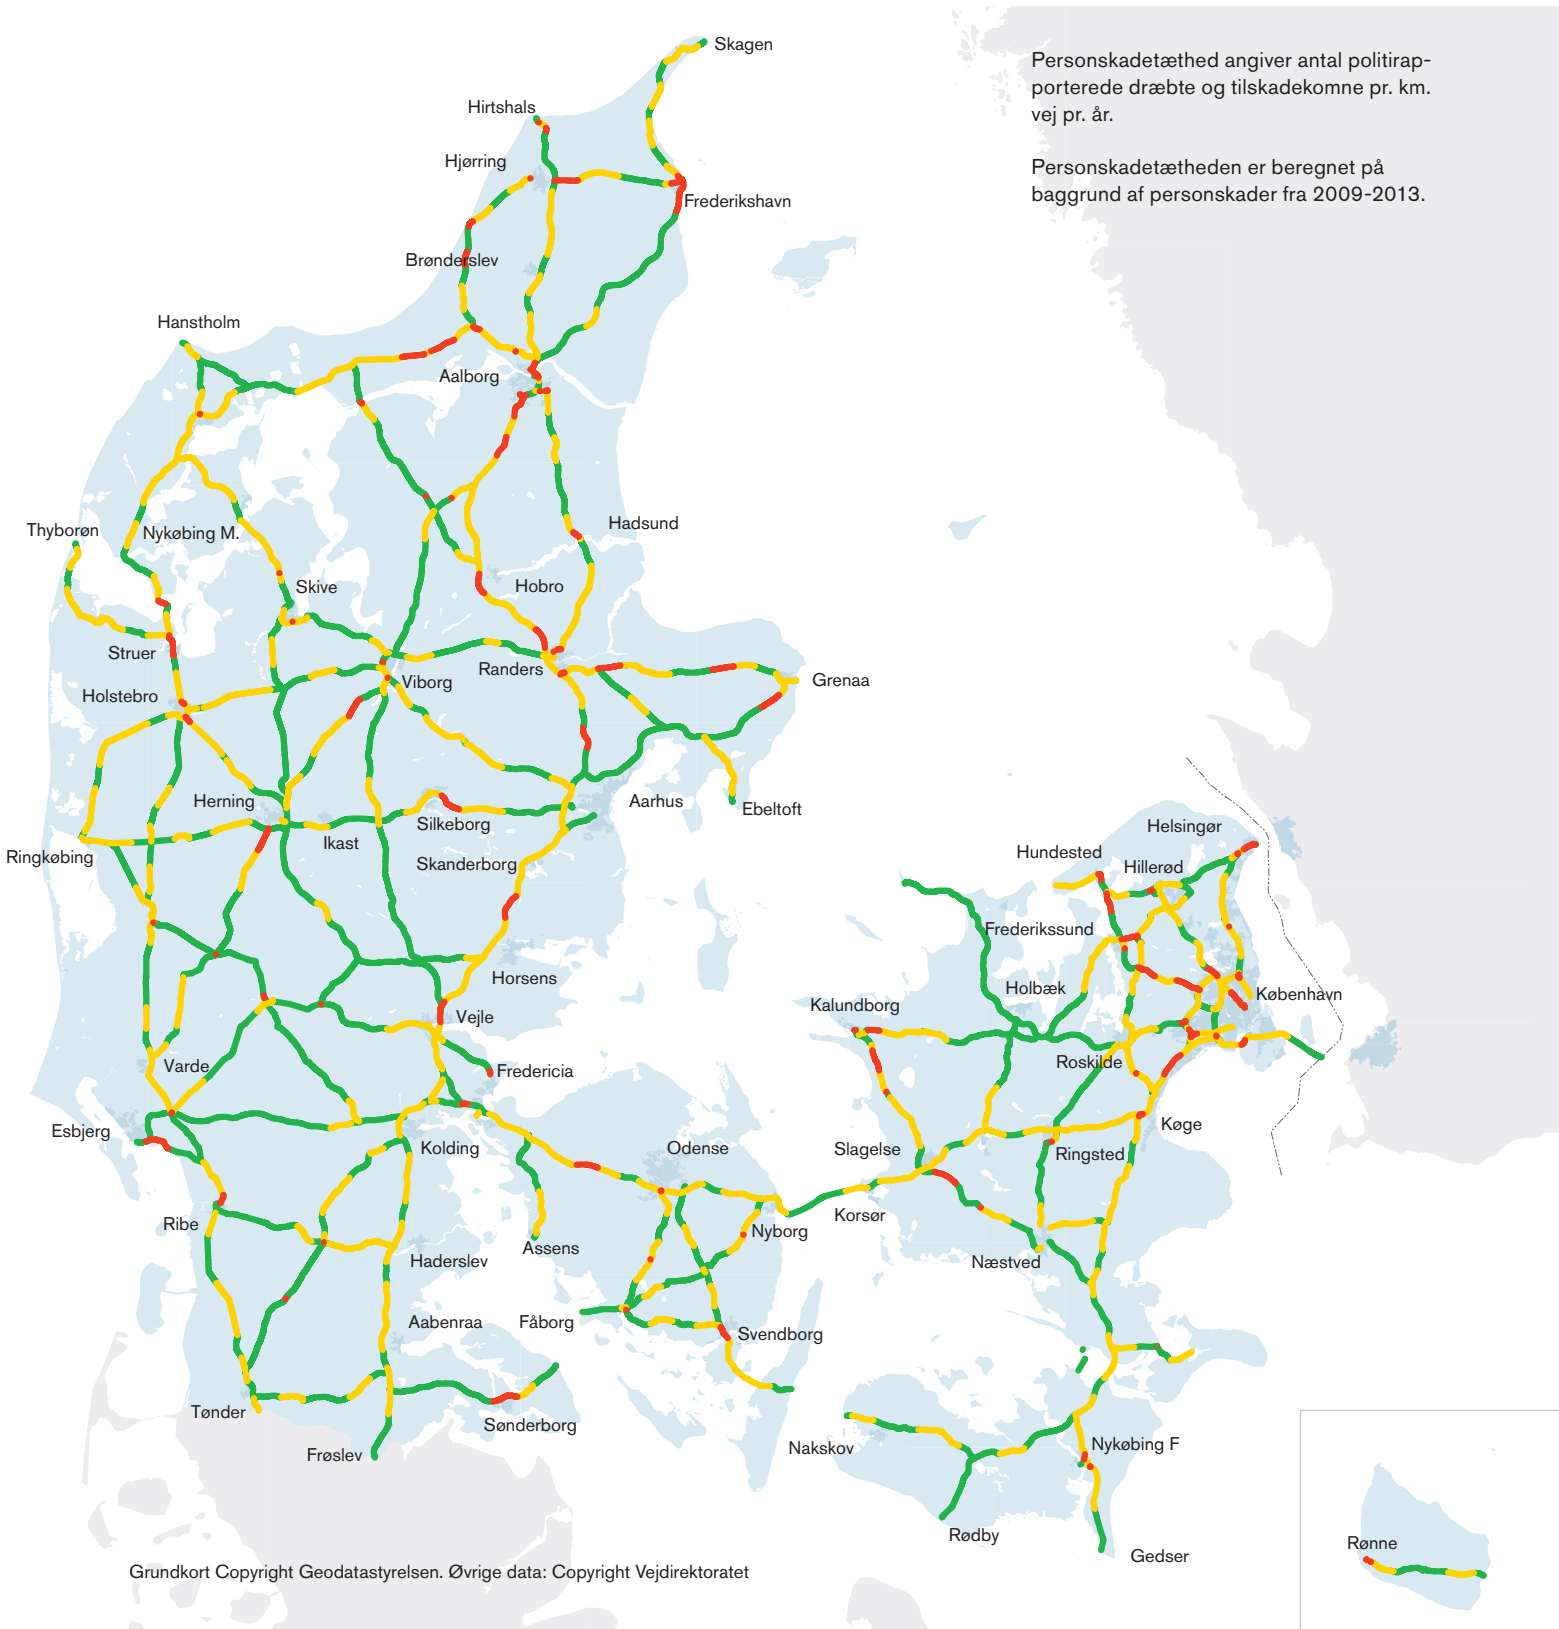 Skagen
Personskadetæthed angiver antal politirap-
porterede dræbte og tilskadekomne pr. km.
vej pr. år.
Personskadetætheden er beregnet på
baggrund af personskader fra 2009-2013.
Hirtshals
Hjørring
Frederikshavn
Brønderslev
Hanstholm
Aalborg
Hadsund
Thyborøn
Nykøbing M.
Skive
Hobro
Struer
Randers
Viborg
Grenaa
Holstebro
Herning
Aarhus
Ebeltoft
Silkeborg
Helsingør
Ikast
Ringkøbing
Hundested
Skanderborg
Hillerød
Frederikssund
Horsens
Holbæk
København
Kalundborg
Vejle
Varde
Roskilde
Fredericia
Esbjerg
Køge
Kolding
Odense
Slagelse
Ringsted
Ribe
Korsør
Nyborg
Assens
Haderslev
Næstved
Aabenraa
Fåborg
Svendborg
Tønder
Sønderborg
Nakskov
Nykøbing F
Frøslev
Rødby
Rønne
Gedser
Grundkort Copyright Geodatastyrelsen. Øvrige data: Copyright Vejdirektoratet